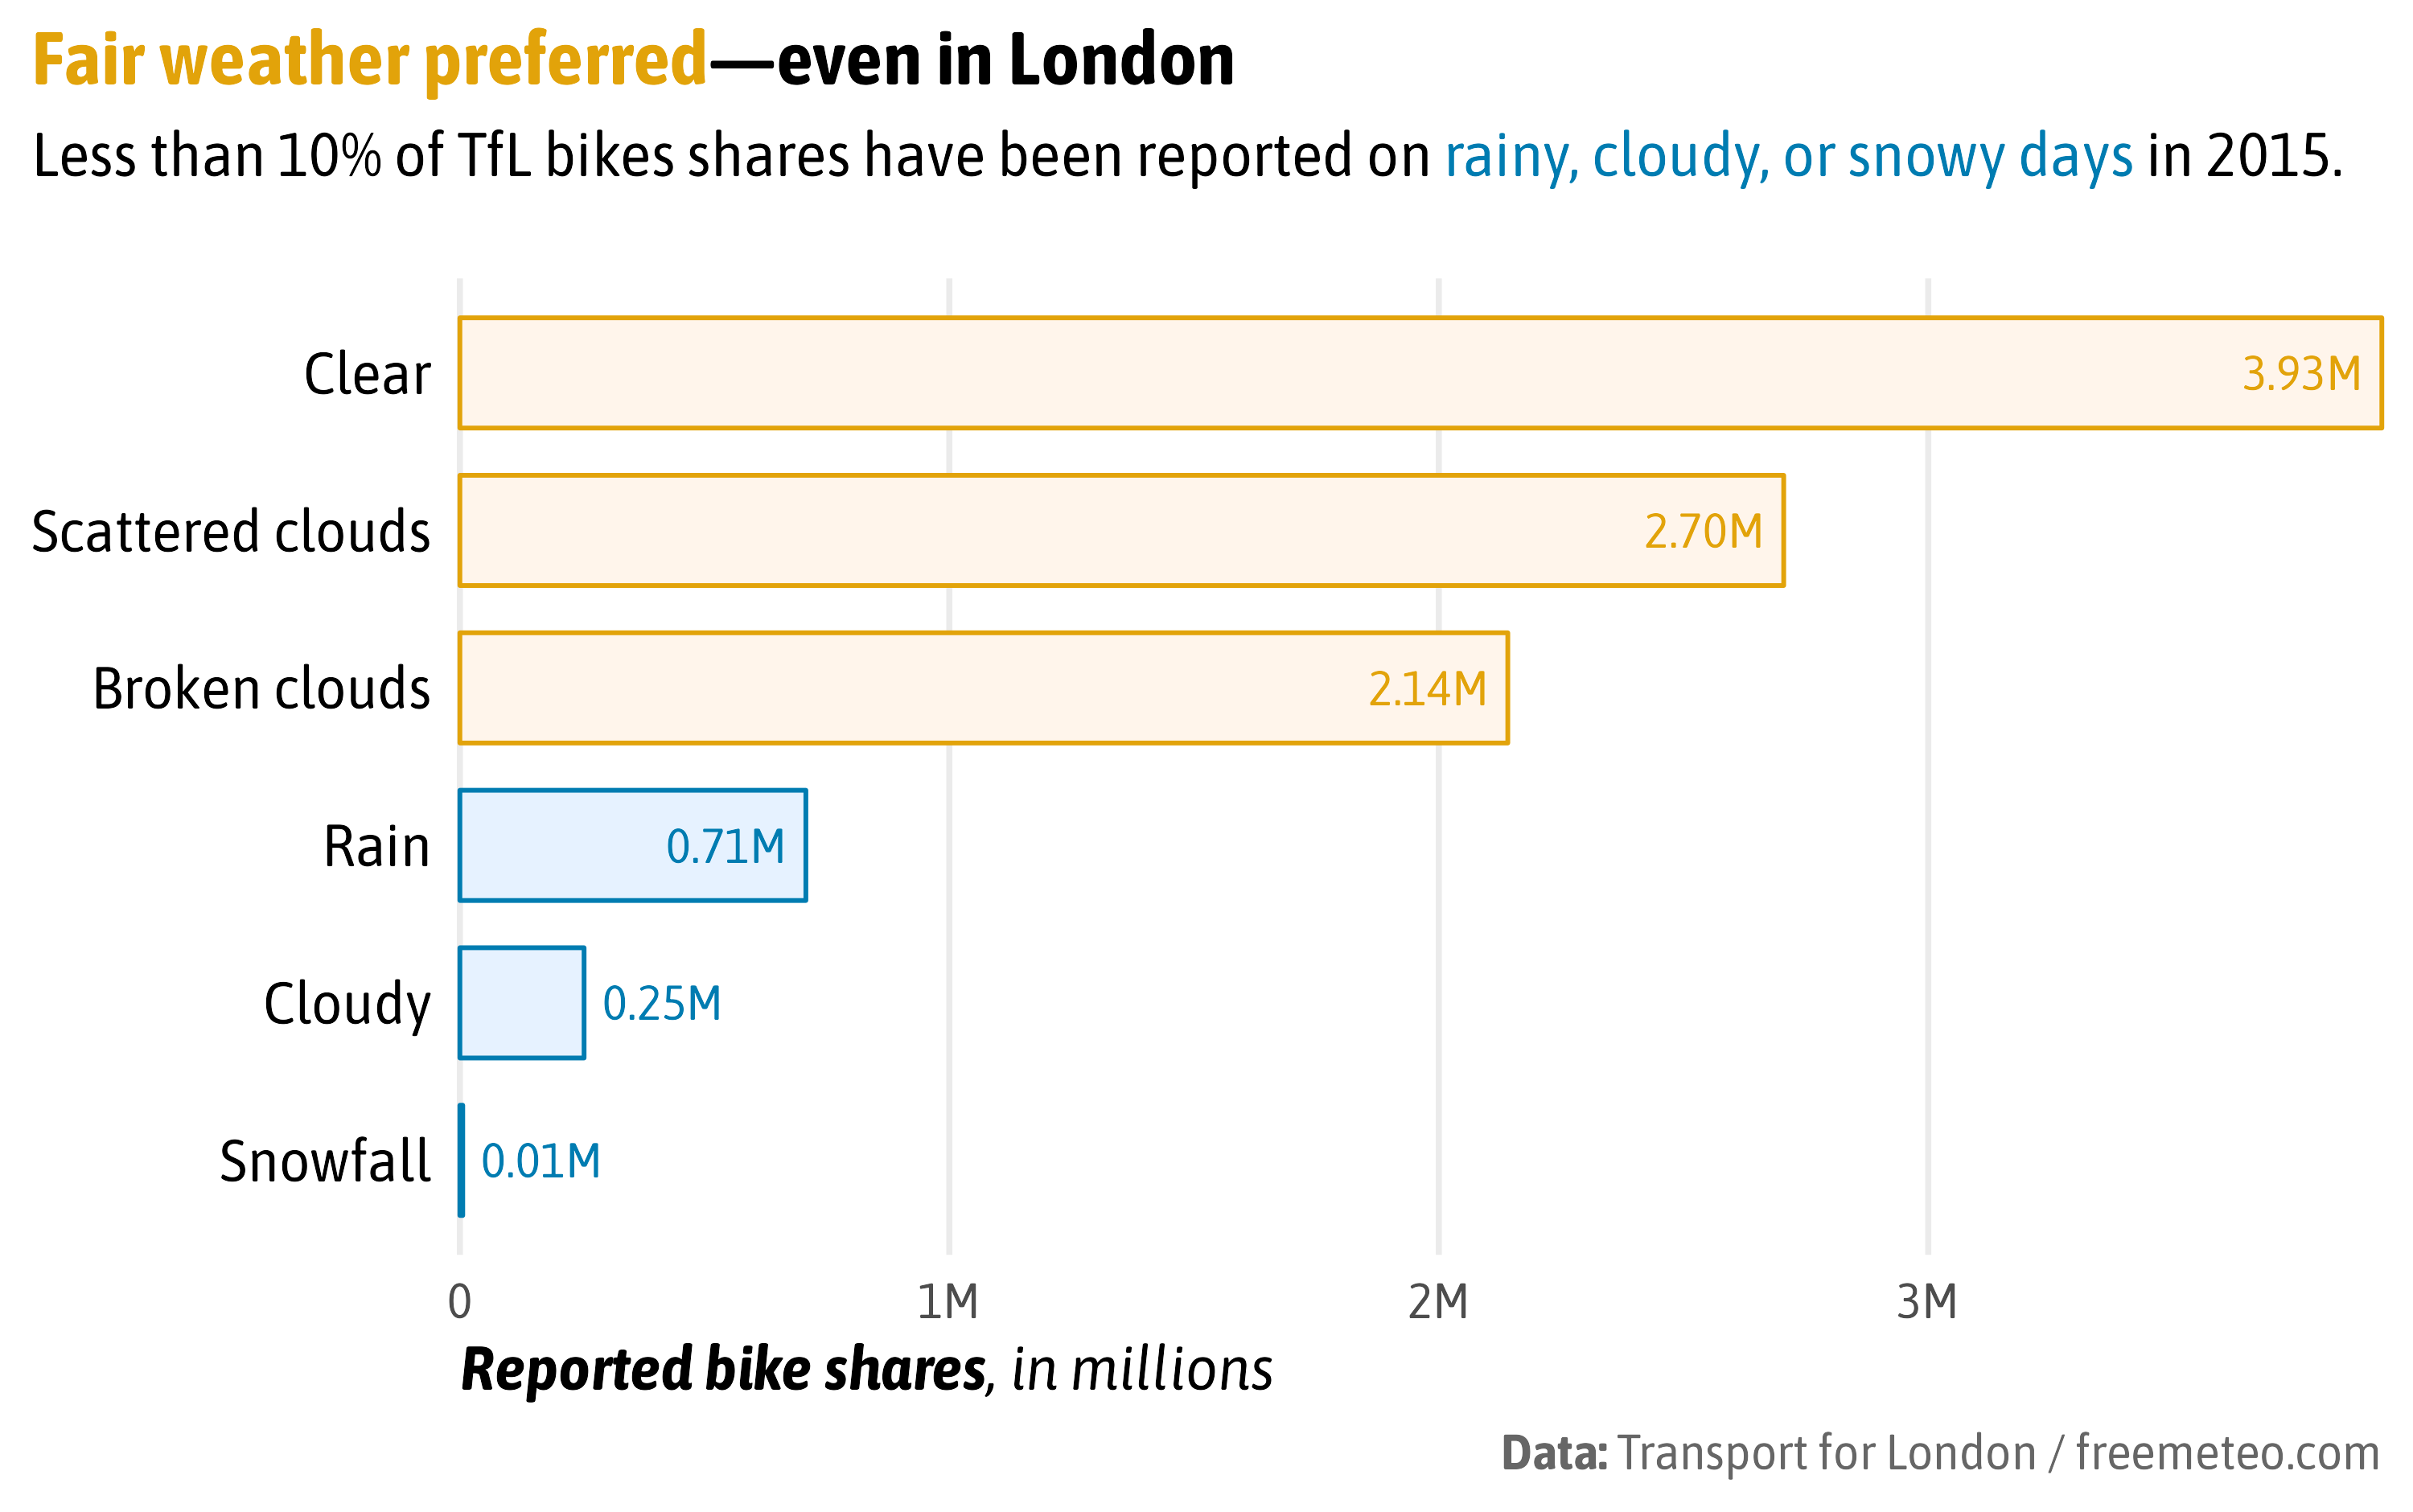 Fair weather preferred—even in London
Less than 10% of TfL bikes shares have been reported on rainy, cloudy, or snowy days in 2015.
Clear
3.93M
Scattered clouds
2.70M
Broken clouds
2.14M
Rain
0.71M
Cloudy
0.25M
Snowfall
0.01M
0 1M 2M 3M
Reported bike shares, in millions
Data: Transport for London / freemeteo.com